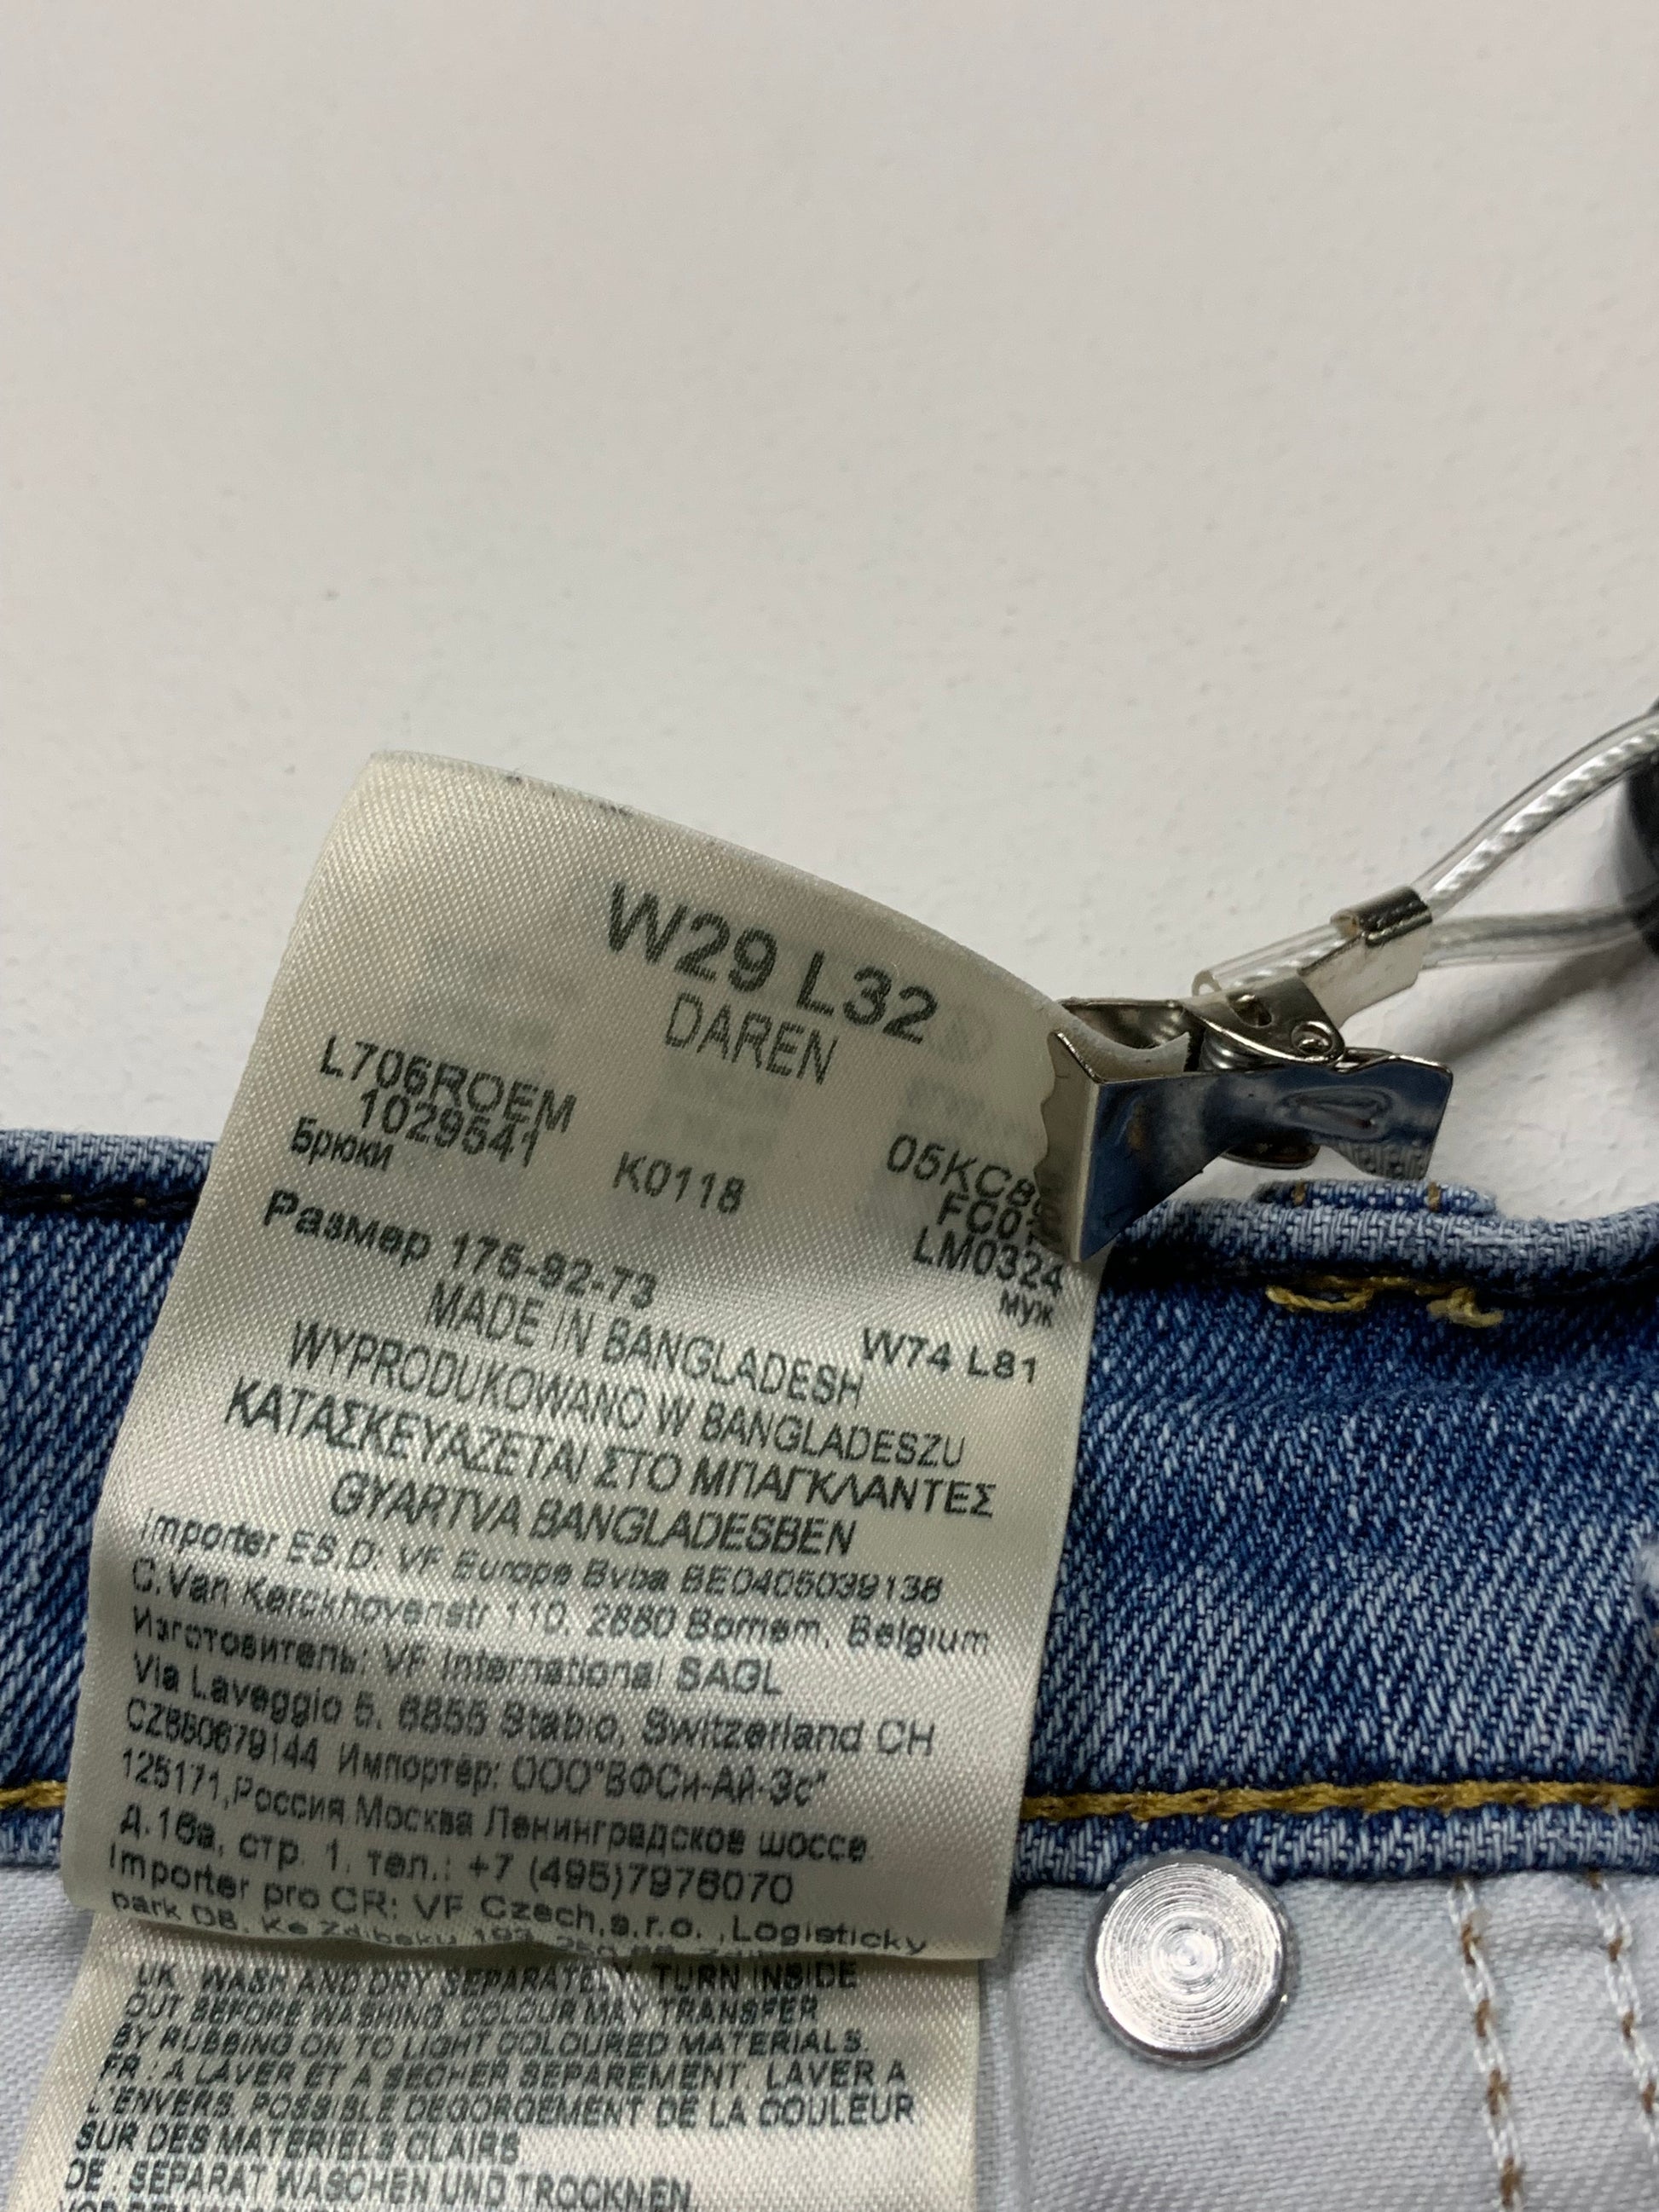 W29 L32
DAREN
L706ROEM
1029541
Брюки
K0118
05KC8
FC0
LM0324
муж
Размер 175-92-73
W74 L81
MADE IN BANGLADESH
WYPRODUKOWANO W BANGLADESZU
ΚΑΤΑΣΚΕΥΑΖΕΤΑΙ ΣΤΟ ΜΠΑΓΚΛΑΝΤΕΣ
GYARTVA BANGLADESBEN
Importer ES,D: VF Europe Bvba BE0405039138
C.Van Kerckhovenstr 110, 2880 Bornem, Belgium
Изготовитель: VF International SAGL
Via Laveggio 5, 6855 Stabio, Switzerland CH
CZ680679144 Импортер: ООО"ВФСи-Ай-Эс"
125171,Россия Москва Ленинградское шоссе
д.16а, стр. 1, тел.: +7 (495)7976070
Importer pro CR: VF Czech,s.r.o. ,Logisticky
park D8, Ke Zdibsku
UK WASH AND DRY SEPARATELY, TURN INSIDE
OUT BEFORE WASHING, COLOUR MAY TRANSFER
BY RUBBING ON TO LIGHT COLOURED MATERIALS.
FR : A LAVER ET A SECHER SEPAREMENT. LAVER A
L'ENVERS. POSSIBLE DEGORGEMENT DE LA COULEUR
SUR DES MATERIELS CLAIRS
DE : SEPARAT WASCHEN UND TROCKNEN